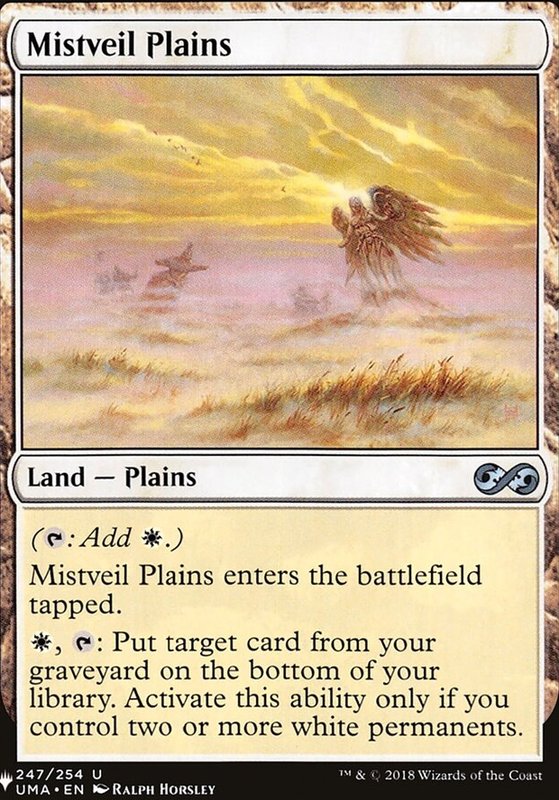 Mistveil Plains
Land — Plains
( : Add .)
Mistveil Plains enters the battlefield
tapped.
, : Put target card from your
graveyard on the bottom of your
library. Activate this ability only if you
control two or more white permanents.
247/254 U
UMA • EN RALPH HORSLEY
™ & © 2018 Wizards of the Coast